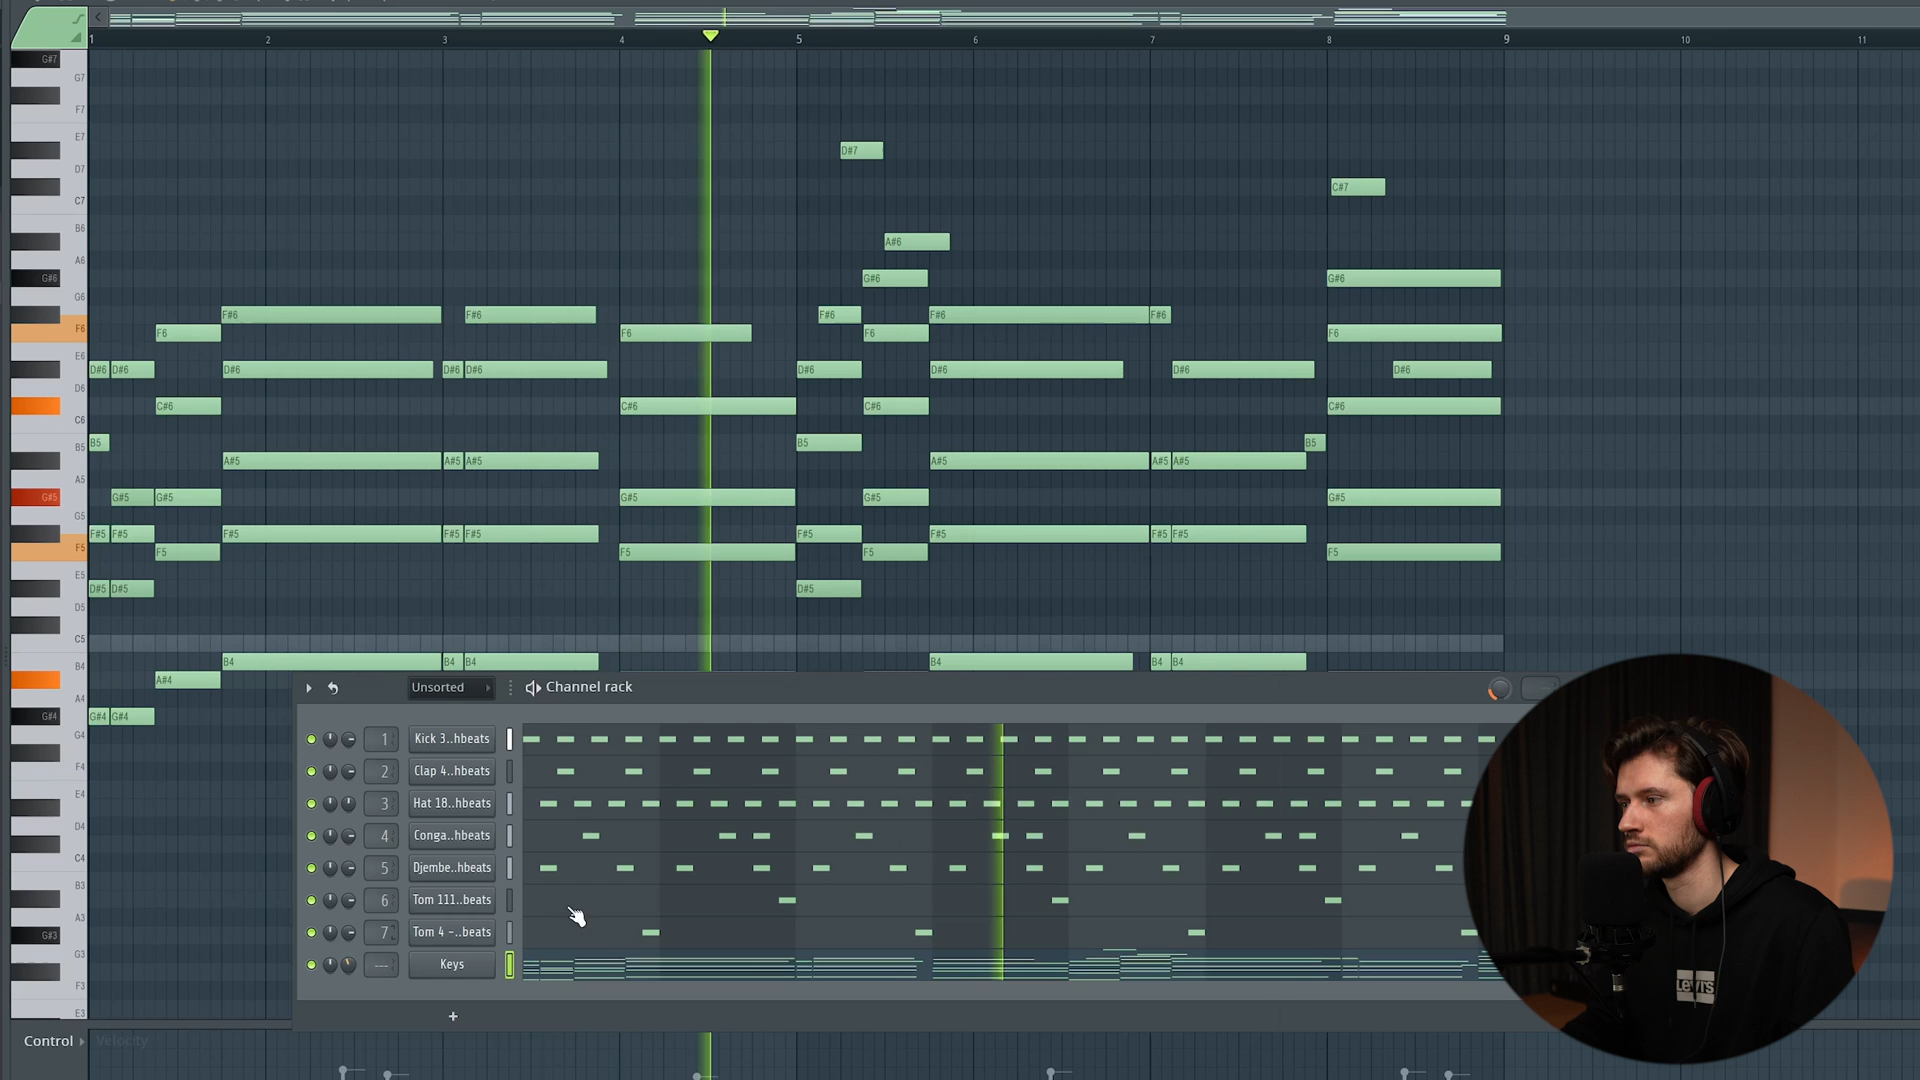 1 2 3 4 5 6 7 8 9 10 11
G#7
G7
F7
E7
D7
C7
B6
A6
G#6
G6
F6
E6
D6
C6
B5
A5
G#5
G5
F5
E5
D5
C5
B4
A4
G#4
G4
F4
E4
D4
C4
B3
A3
G#3
G3
F3
E3
D#7
C#7
A#6
G#6 G#6
F#6 F#6 F#6 F#6 F#6
F6 F6 F6 F6
D#6 D#6 D#6 D#6 D#6 D#6 D#6 D#6 D#6
C#6 C#6 C#6 C#6
B5 B5 B5
A#5 A#5 A#5 A#5 A#5 A#5
G#5 G#5 G#5 G#5 G#5
F#5 F#5 F#5 F#5 F#5 F#5 F#5 F#5 F#5
F5 F5 F5 F5
D#5 D#5 D#5
B4 B4 B4 B4 B4 B4
A#4
G#4 G#4
Unsorted Channel rack
1 Kick 3..hbeats
2 Clap 4..hbeats
3 Hat 18..hbeats
4 Conga..hbeats
5 Djembe..hbeats
6 Tom 111..beats
7 Tom 4 -..beats
--- Keys
+
Control Velocity
Levi's